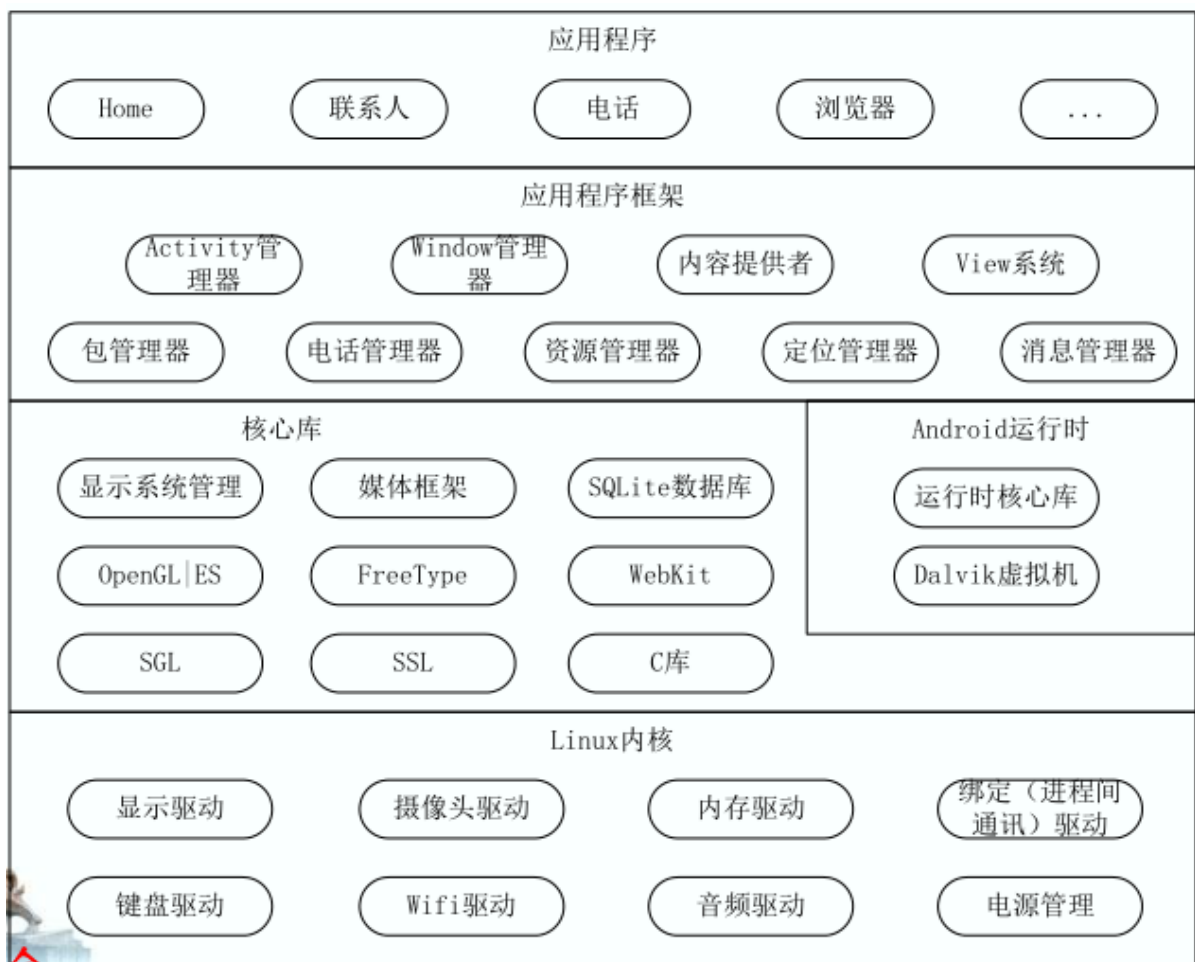 应用程序
Home
联系人
电话
浏览器
...
应用程序框架
Activity管
理器
Window管理
器
内容提供者
View系统
包管理器
电话管理器
资源管理器
定位管理器
消息管理器
核心库
Android运行时
显示系统管理
媒体框架
SQLite数据库
运行时核心库
OpenGL|ES
FreeType
WebKit
Dalvik虚拟机
SGL
SSL
C库
Linux内核
显示驱动
摄像头驱动
内存驱动
绑定（进程间
通讯）驱动
键盘驱动
Wifi驱动
音频驱动
电源管理